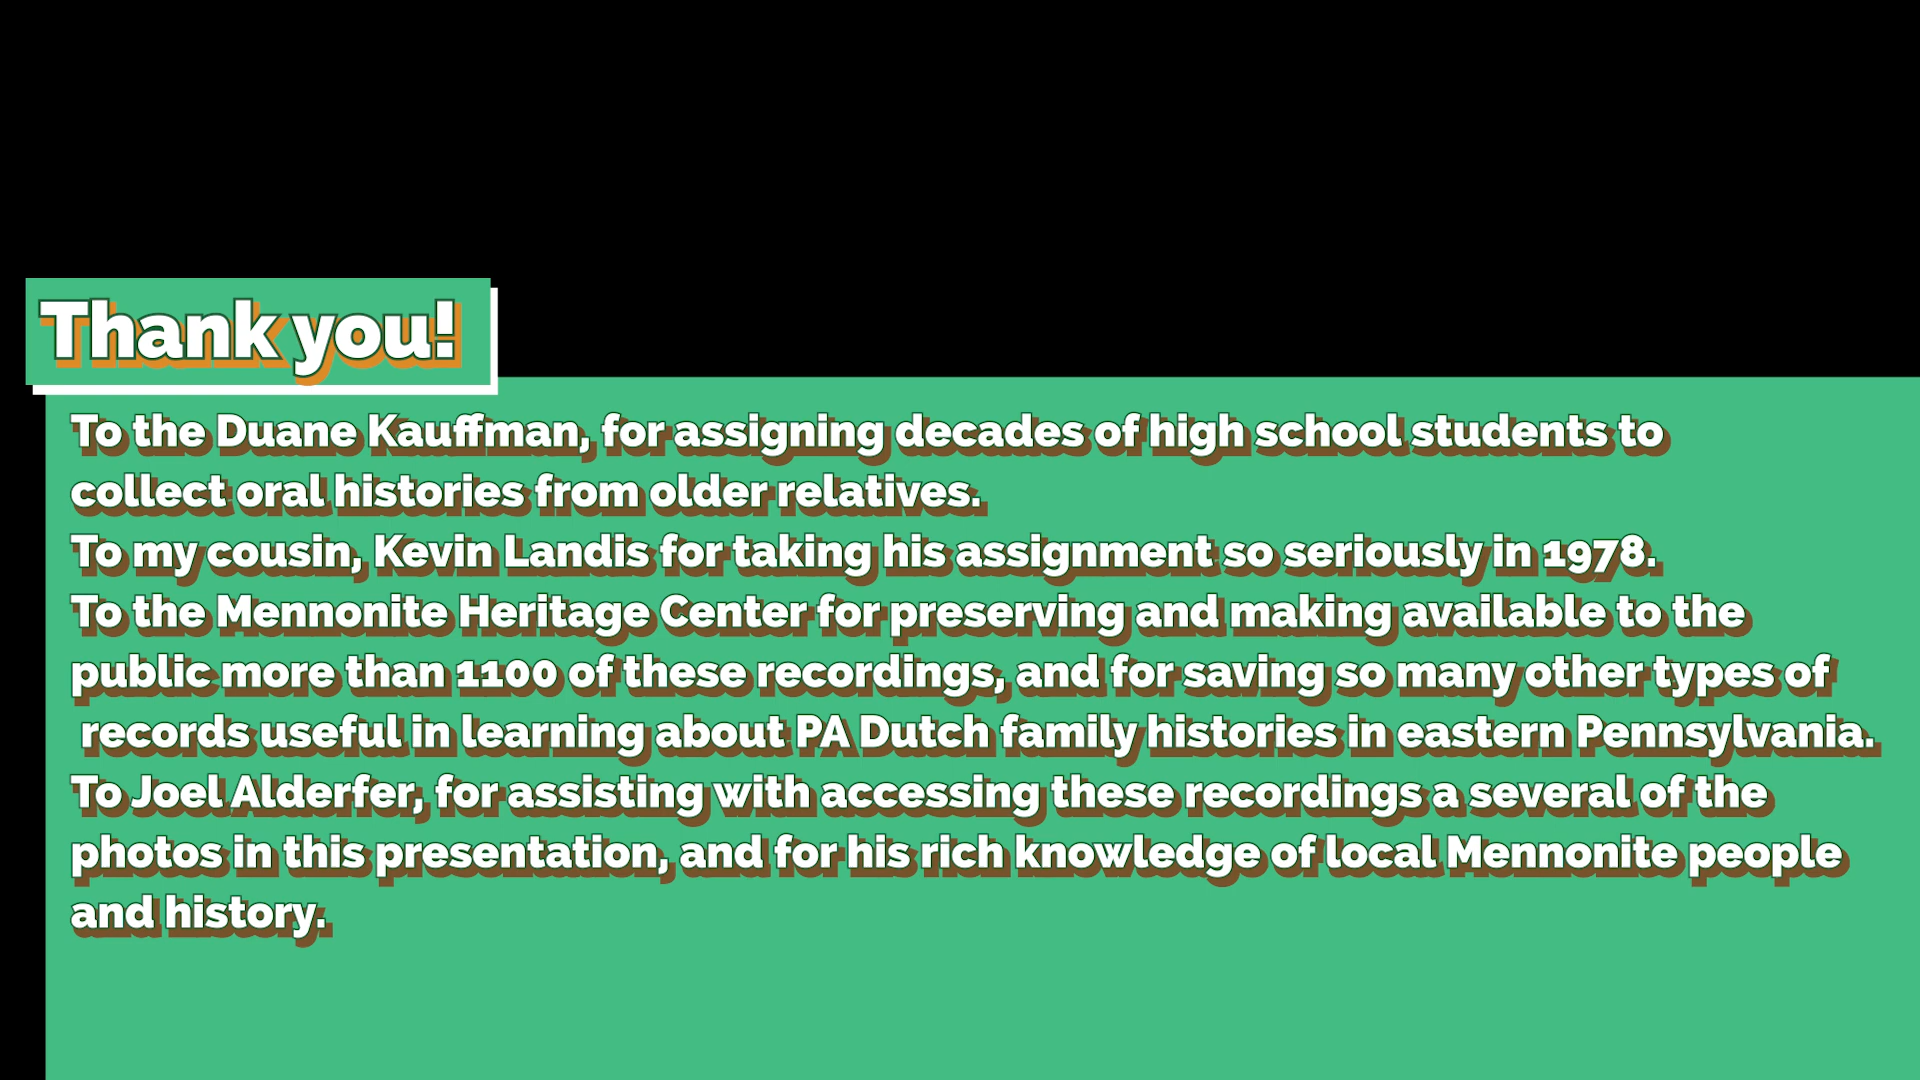 Thank you!
To the Duane Kauffman, for assigning decades of high school students to
collect oral histories from older relatives.
To my cousin, Kevin Landis for taking his assignment so seriously in 1978.
To the Mennonite Heritage Center for preserving and making available to the
public more than 1100 of these recordings, and for saving so many other types of
records useful in learning about PA Dutch family histories in eastern Pennsylvania.
To Joel Alderfer, for assisting with accessing these recordings a several of the
photos in this presentation, and for his rich knowledge of local Mennonite people
and history.